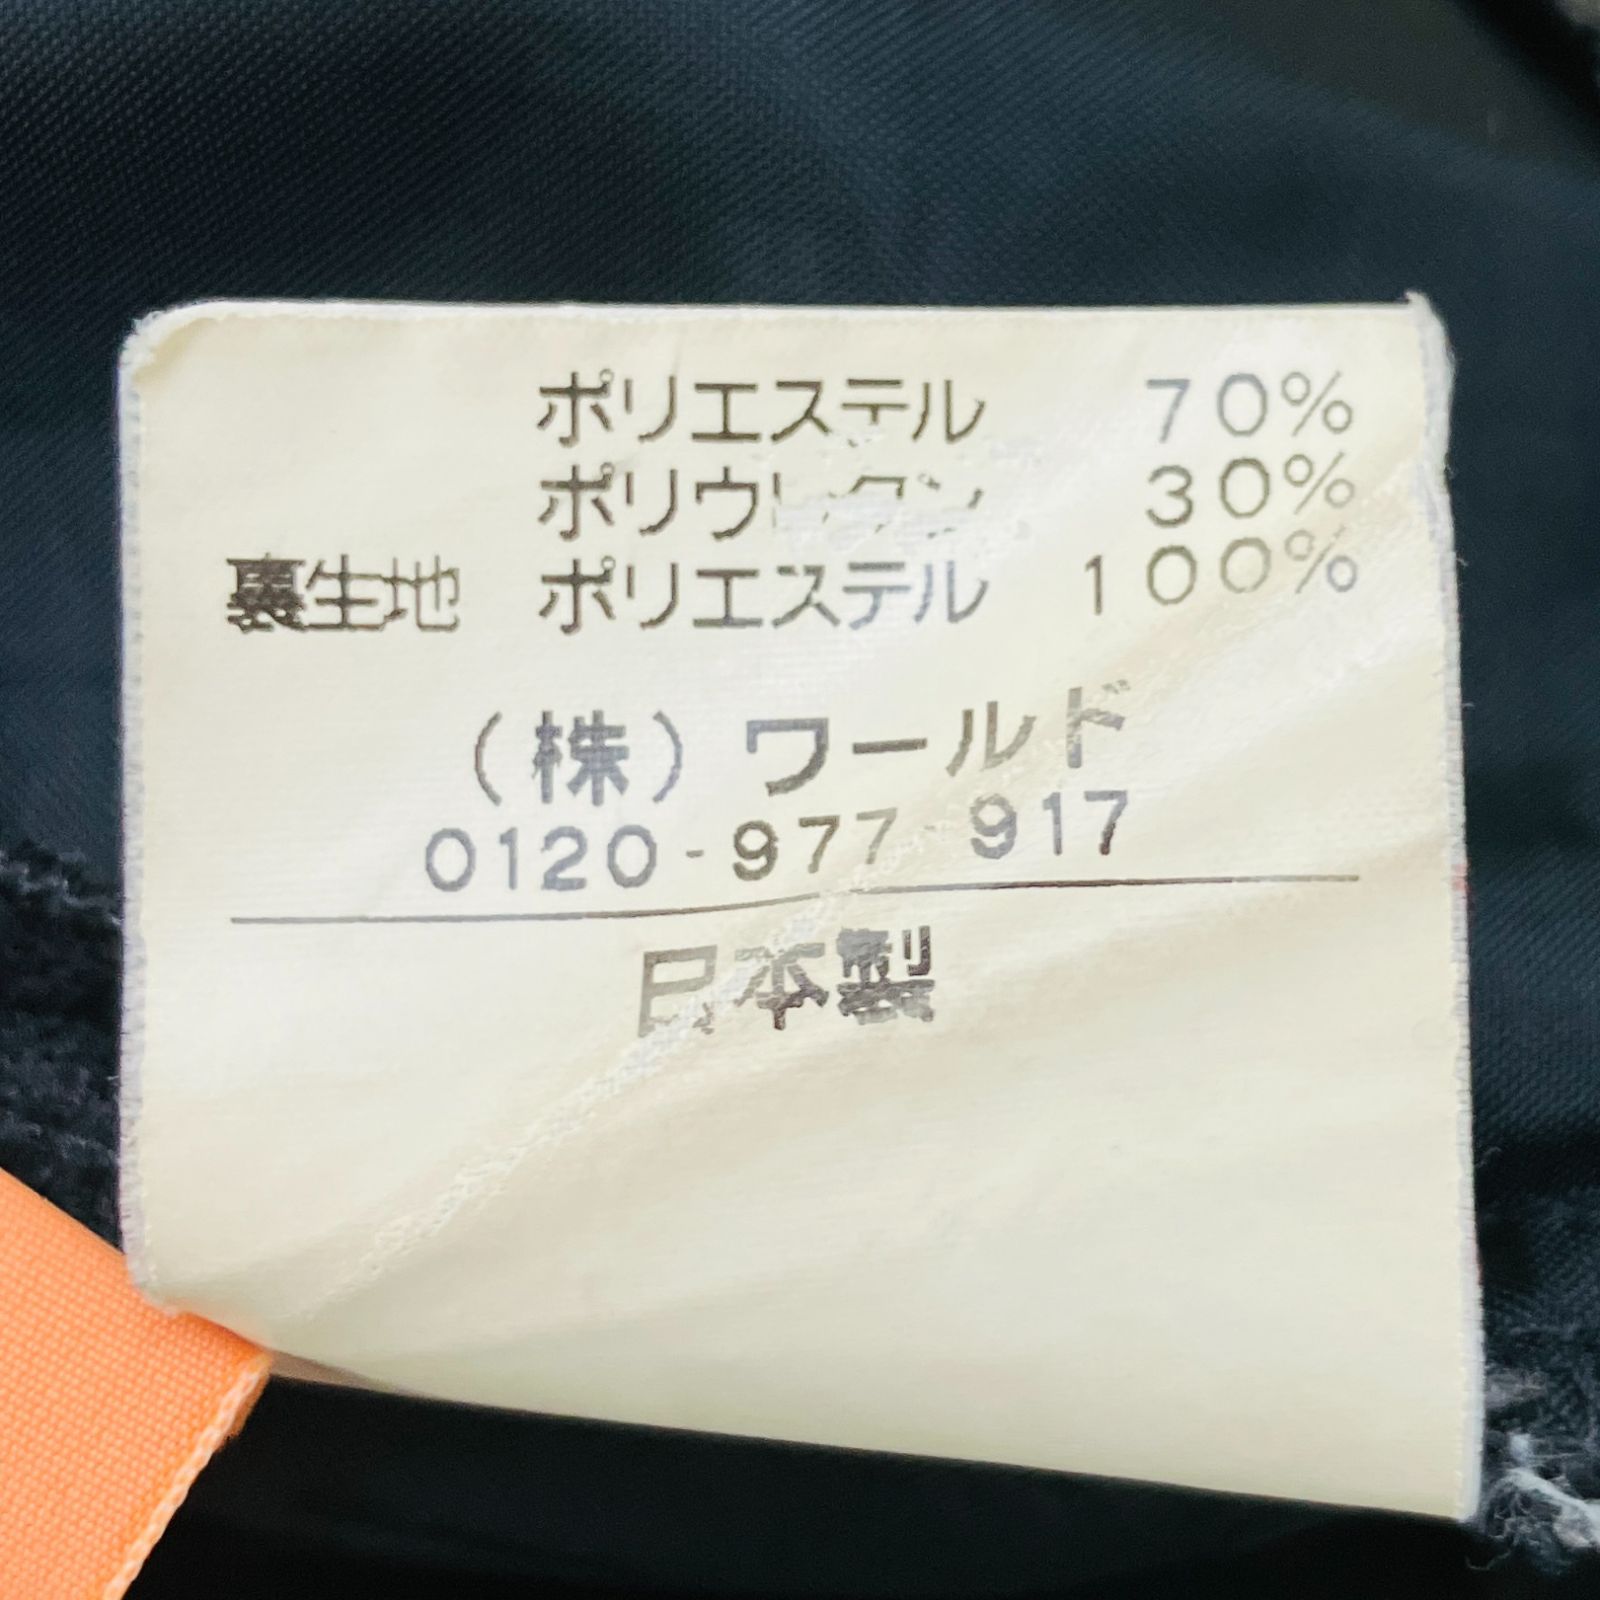 ポリエステル 70%
ポリウレタン 30%
裏生地 ポリエステル 100%
(株)ワールド
0120-977 917
日本製